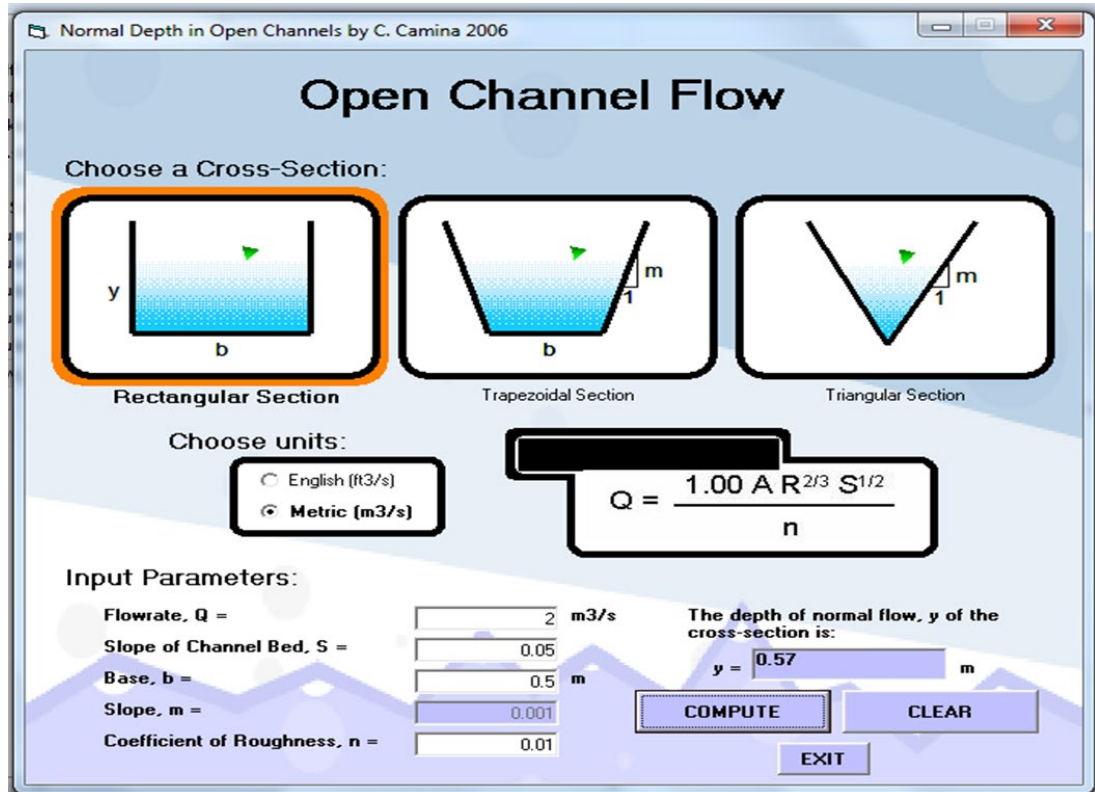 Normal Depth in Open Channels by C. Camina 2006
Open Channel Flow
Choose a Cross-Section:
y
b
m
1
b
m
1
Rectangular Section
Trapezoidal Section
Triangular Section
Choose units:
English (ft3/s)
Metric (m3/s)
Q = 1.00 A R2/3 S1/2
n
Input Parameters:
Flowrate, Q = 2 m3/s
Slope of Channel Bed, S = 0.05
Base, b = 0.5 m
Slope, m = 0.001
Coefficient of Roughness, n = 0.01
The depth of normal flow, y of the
cross-section is:
y = 0.57 m
COMPUTE
CLEAR
EXIT